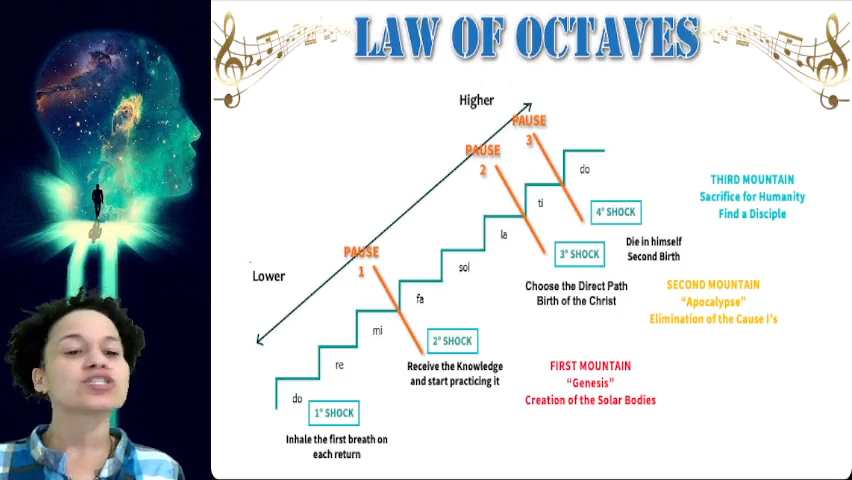 LAW OF OCTAVES
Higher
PAUSE
3
PAUSE
2
do
THIRD MOUNTAIN
Sacrifice for Humanity
Find a Disciple
ti
4° SHOCK
la
Die in himself
Second Birth
PAUSE
1
3° SHOCK
sol
Lower
Choose the Direct Path
Birth of the Christ
SECOND MOUNTAIN
“Apocalypse”
Elimination of the Cause I's
fa
mi
2° SHOCK
re
Receive the Knowledge
and start practicing it
FIRST MOUNTAIN
“Genesis”
Creation of the Solar Bodies
do
1° SHOCK
Inhale the first breath on
each return